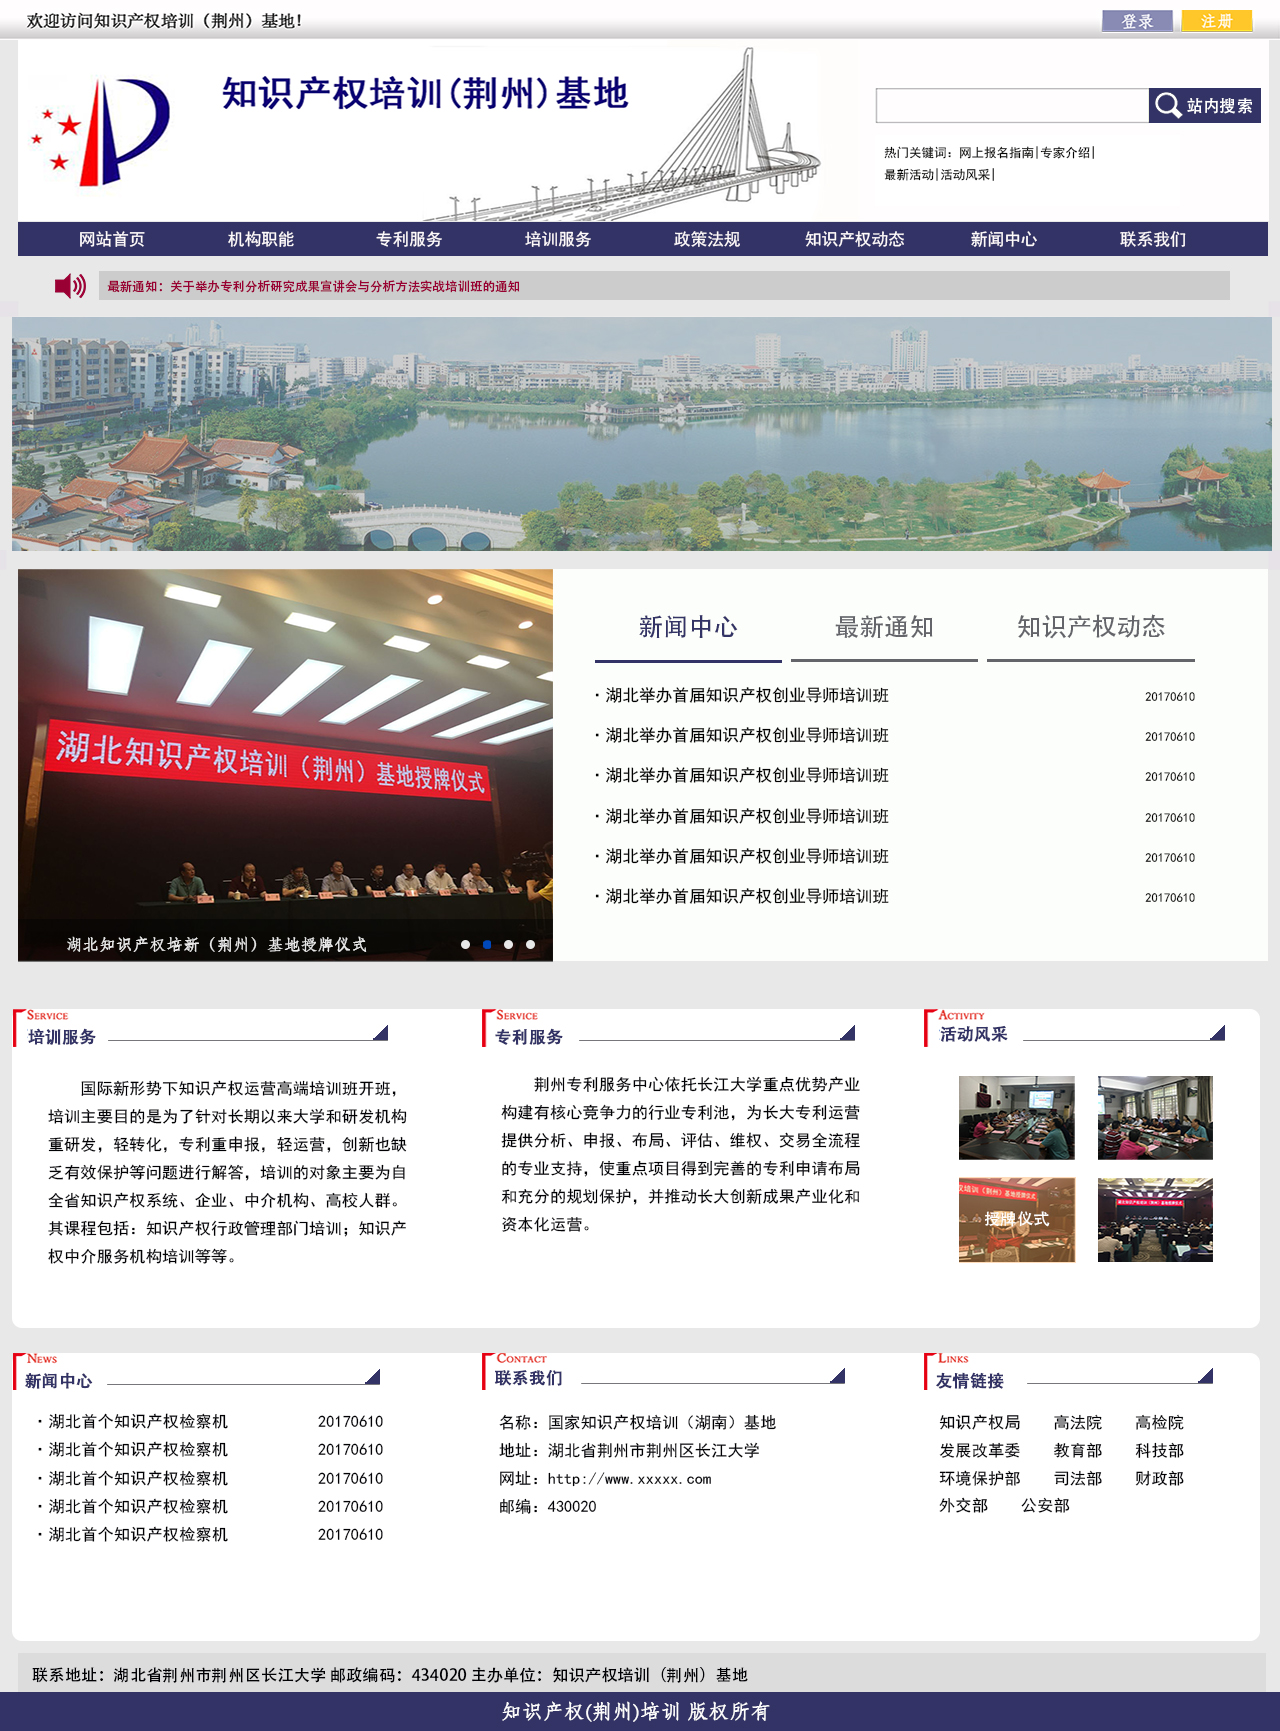 欢迎访问知识产权培训（荆州）基地！
登录 注册
知识产权培训(荆州)基地
站内搜索
热门关键词：网上报名指南|专家介绍|
最新活动|活动风采|
网站首页 机构职能 专利服务 培训服务 政策法规 知识产权动态 新闻中心 联系我们
最新通知：关于举办专利分析研究成果宣讲会与分析方法实战培训班的通知
湖北知识产权培训（荆州）基地授牌仪式
湖北知识产权培新（荆州）基地授牌仪式
新闻中心 最新通知 知识产权动态
·湖北举办首届知识产权创业导师培训班 20170610
·湖北举办首届知识产权创业导师培训班 20170610
·湖北举办首届知识产权创业导师培训班 20170610
·湖北举办首届知识产权创业导师培训班 20170610
·湖北举办首届知识产权创业导师培训班 20170610
·湖北举办首届知识产权创业导师培训班 20170610
SERVICE
培训服务
国际新形势下知识产权运营高端培训班开班，
培训主要目的是为了针对长期以来大学和研发机构
重研发，轻转化，专利重申报，轻运营，创新也缺
乏有效保护等问题进行解答，培训的对象主要为自
全省知识产权系统、企业、中介机构、高校人群。
其课程包括：知识产权行政管理部门培训；知识产
权中介服务机构培训等等。
SERVICE
专利服务
荆州专利服务中心依托长江大学重点优势产业
构建有核心竞争力的行业专利池，为长大专利运营
提供分析、申报、布局、评估、维权、交易全流程
的专业支持，使重点项目得到完善的专利申请布局
和充分的规划保护，并推动长大创新成果产业化和
资本化运营。
ACTIVITY
活动风采
授牌仪式
NEWS
新闻中心
·湖北首个知识产权检察机 20170610
·湖北首个知识产权检察机 20170610
·湖北首个知识产权检察机 20170610
·湖北首个知识产权检察机 20170610
·湖北首个知识产权检察机 20170610
CONTACT
联系我们
名称：国家知识产权培训（湖南）基地
地址：湖北省荆州市荆州区长江大学
网址：http://www.xxxxx.com
邮编：430020
LINKS
友情链接
知识产权局 高法院 高检院
发展改革委 教育部 科技部
环境保护部 司法部 财政部
外交部 公安部
联系地址：湖北省荆州市荆州区长江大学 邮政编码：434020 主办单位：知识产权培训（荆州）基地
知识产权(荆州)培训 版权所有